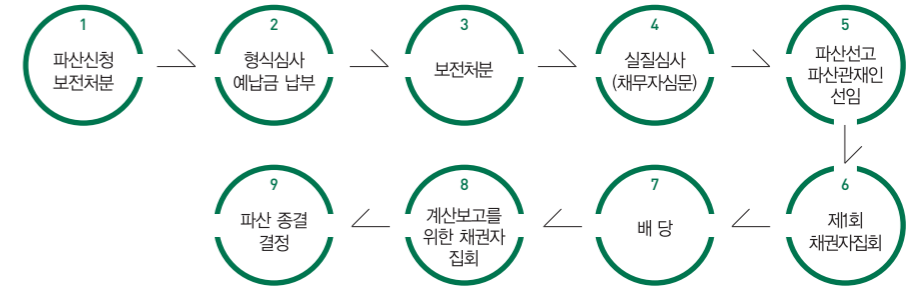 1
파산신청
보전처분
2
형식심사
예납금 납부
3
보전처분
4
실질심사
(채무자심문)
5
파산선고
파산관재인
선임
6
제1회
채권자집회
7
배 당
8
계산보고를
위한 채권자
집회
9
파산 종결
결정